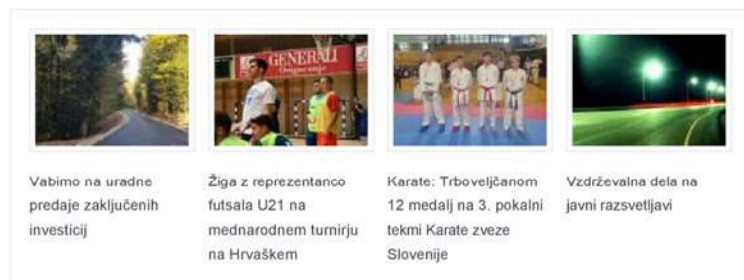 GENERALI
Osiguranje
Vabimo na uradne
predaje zaključenih
investicij
Žiga z reprezentanco
futsala U21 na
mednarodnem turnirju
na Hrvaškem
Karate: Trboveljčanom
12 medalj na 3. pokalni
tekmi Karate zveze
Slovenije
Vzdrževalna dela na
javni razsvetljavi